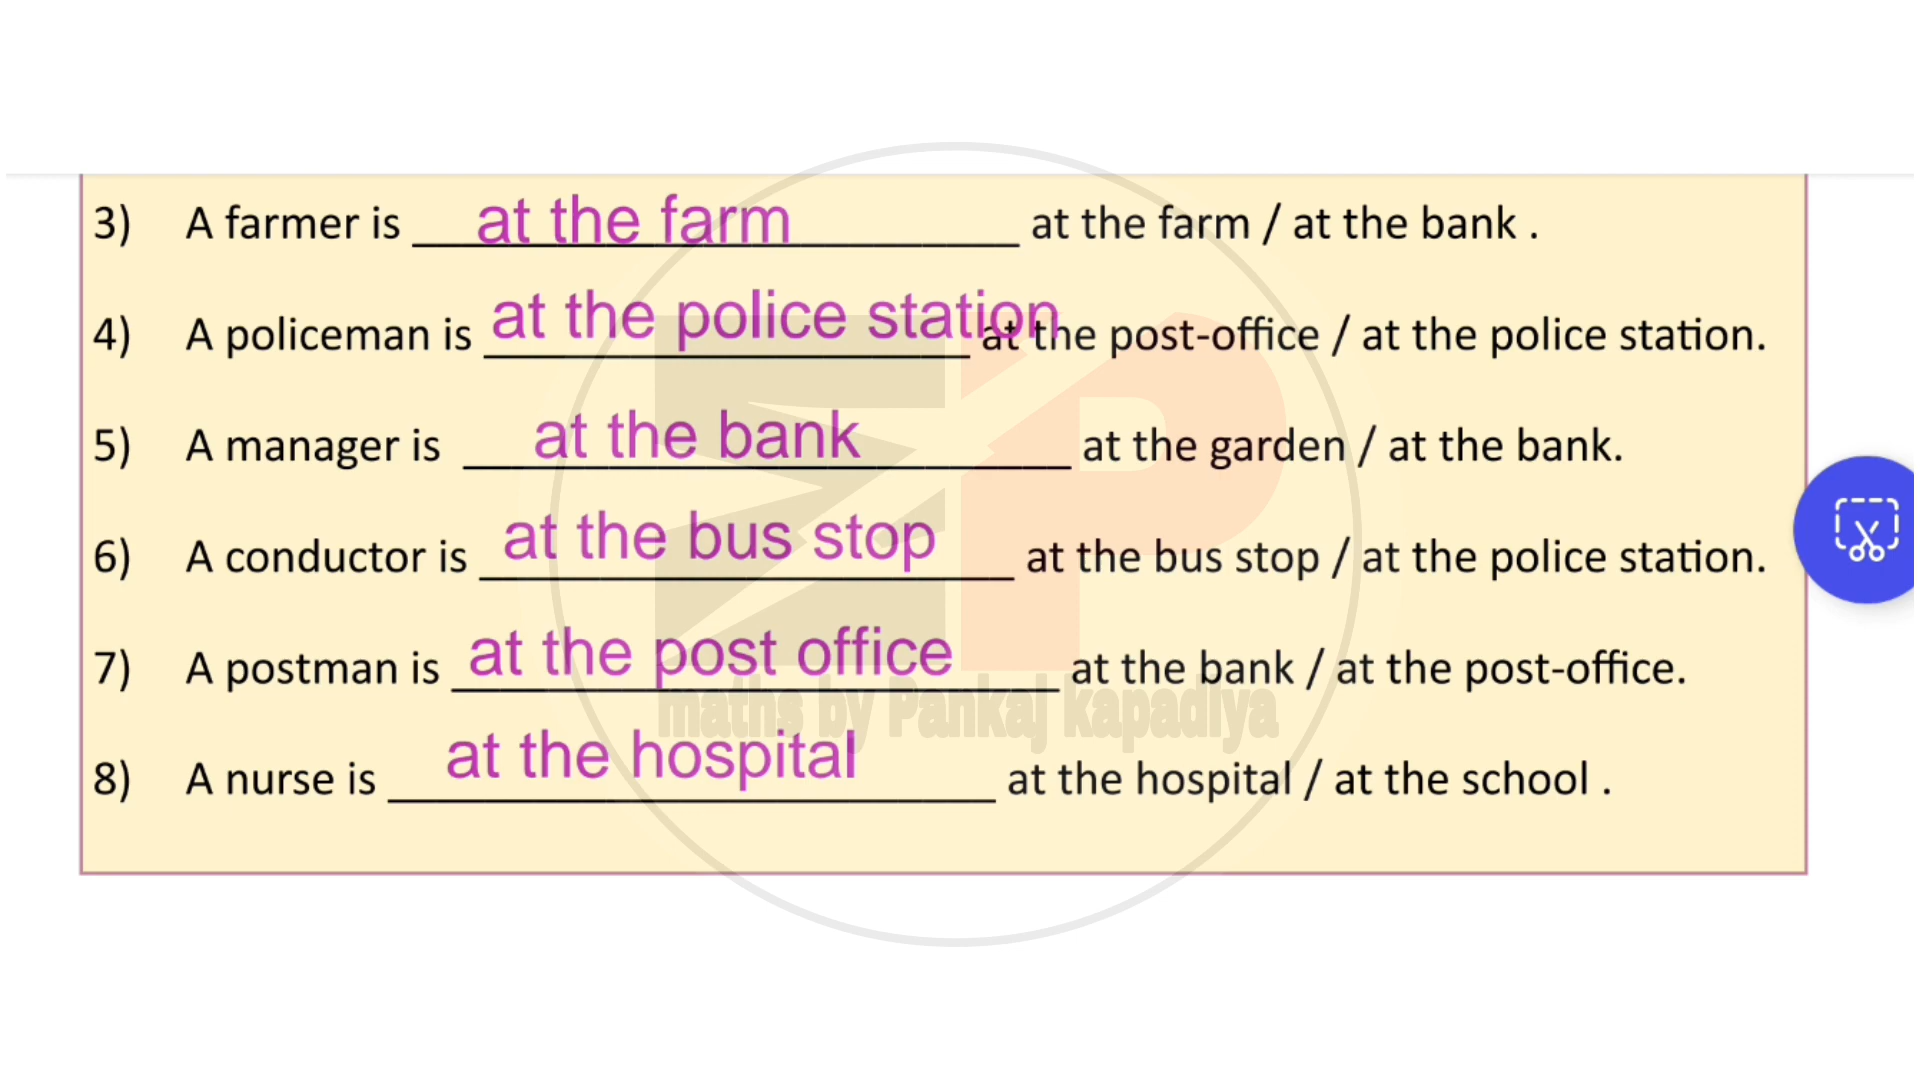 3) A farmer is at the farm at the farm / at the bank .
4) A policeman is at the police station at the post-office / at the police station.
5) A manager is at the bank at the garden / at the bank.
6) A conductor is at the bus stop at the bus stop / at the police station.
7) A postman is at the post office at the bank / at the post-office.
maths by Pankaj kapadiya
8) A nurse is at the hospital at the hospital / at the school .